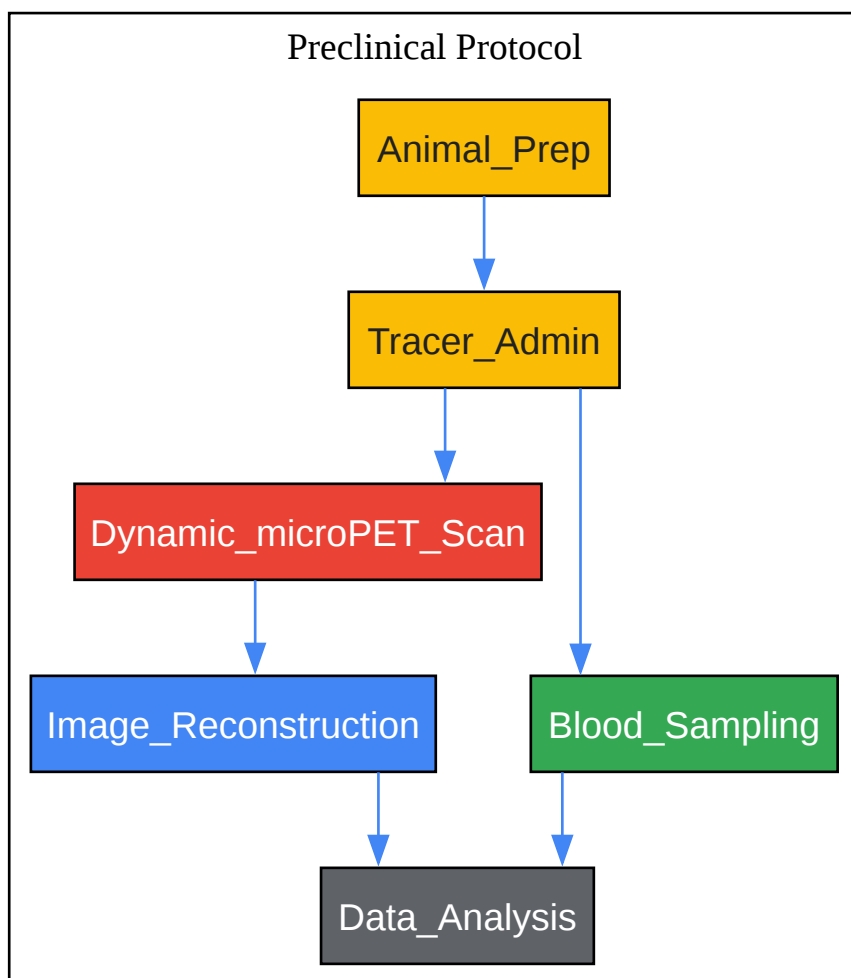 Preclinical Protocol
Animal_Prep
Tracer_Admin
Dynamic_microPET_Scan
Image_Reconstruction
Blood_Sampling
Data_Analysis